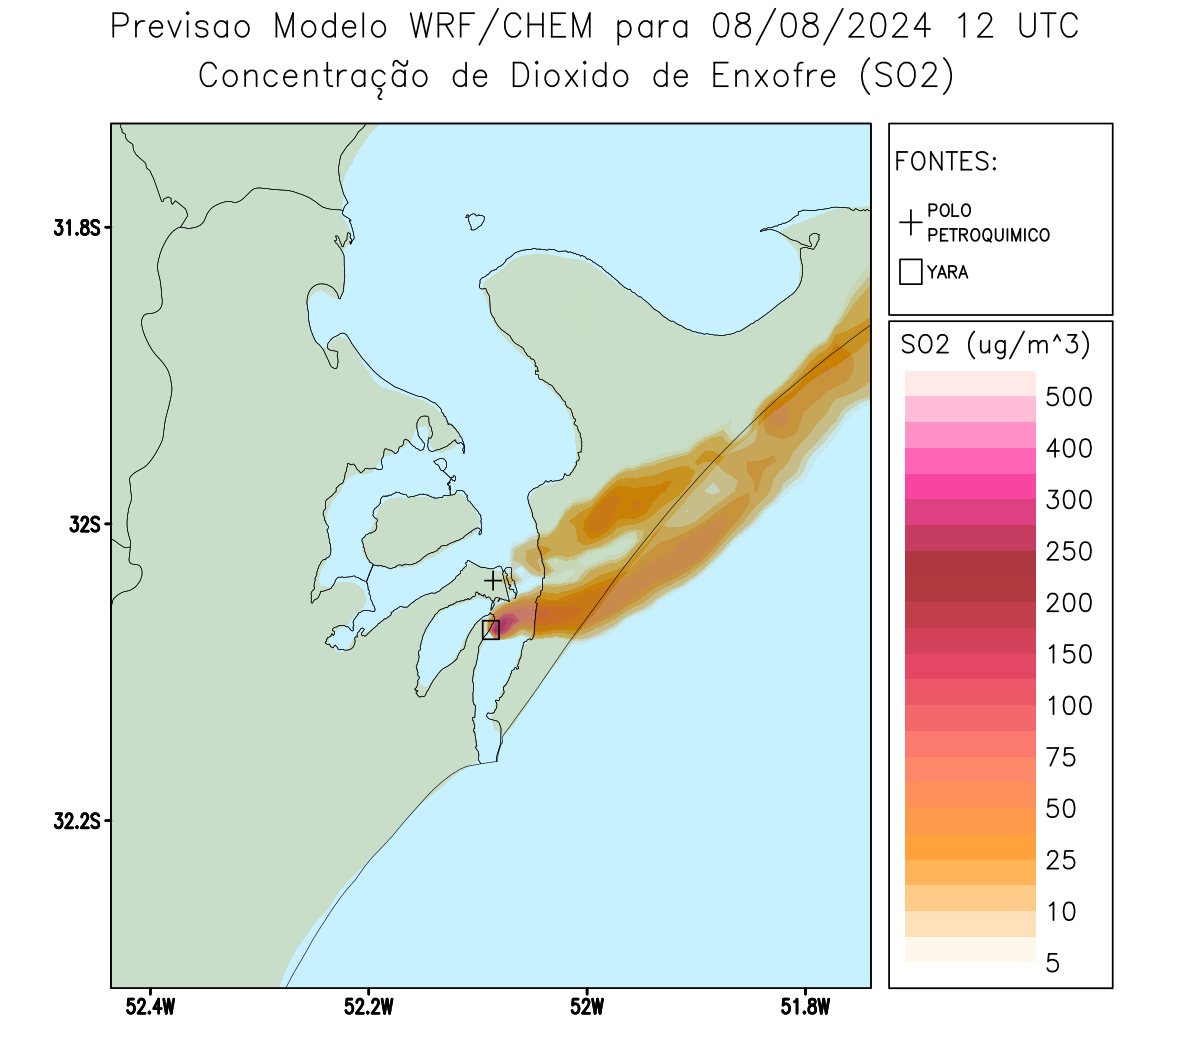 Previsao Modelo WRF/CHEM para 08/08/2024 12 UTC
Concentração de Dioxido de Enxofre (SO2)
FONTES:
POLO
PETROQUIMICO
YARA
SO2 (ug/m^3)
500
400
300
250
200
150
100
75
50
25
10
5
31.8S
32S
32.2S
52.4W
52.2W
52W
51.8W